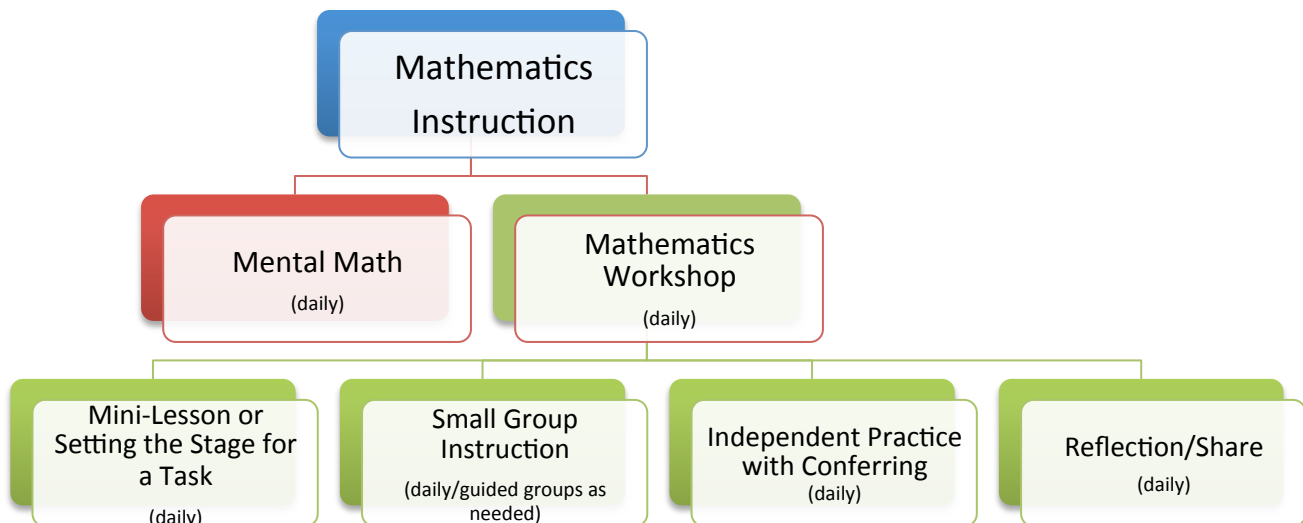 Mathematics
Instruction
Mental Math
(daily)
Mathematics
Workshop
(daily)
Mini-Lesson or
Setting the Stage for
a Task
(daily)
Small Group
Instruction
(daily/guided groups as
needed)
Independent Practice
with Conferring
(daily)
Reflection/Share
(daily)